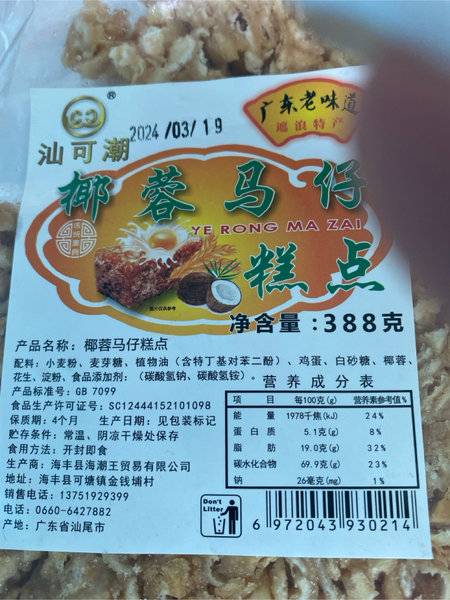 ®
汕可潮
2024/03/19
广东老味道
遮浪特产
椰蓉马仔
YE RONG MA ZAI
糕点
净含量：388克
产品名称：椰蓉马仔糕点
配料：小麦粉、麦芽糖、植物油（含特丁基对苯二酚）、鸡蛋、白砂糖、椰蓉、
花生、淀粉、食品添加剂：（碳酸氢钠、碳酸氢铵）。
产品标准号：GB 7099
食品生产许可证号：SC12444152101098
保质期：4个月 生产日期：见包装标记
贮存条件：常温、阴凉干燥处保存
食用方法：开封即食
生产商：海丰县海潮王贸易有限公司
地址：海丰县可塘镇金钱埔村
销售电话：13751929399
电话：0660-6427882
产地：广东省汕尾市
营养成分表
项目 每100克(g) 营养素参考值%
能量 1978千焦(kJ) 24%
蛋白质 5.1克(g) 8%
脂肪 19.0克(g) 32%
碳水化合物 69.9克(g) 23%
钠 26毫克(mg) 1%
Don't
Litter
6 972043 930214